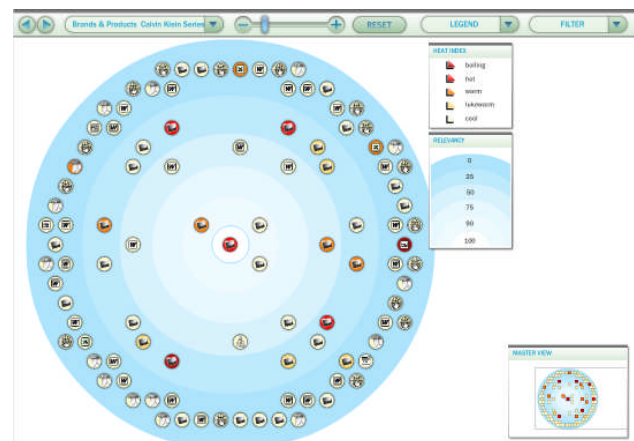 Brands & Products Calvin Klein Series
RESET
LEGEND
FILTER
HEAT INDEX
boiling
hot
warm
lukewarm
cool
RELEVANCY
0
25
50
75
90
100
MASTER VIEW